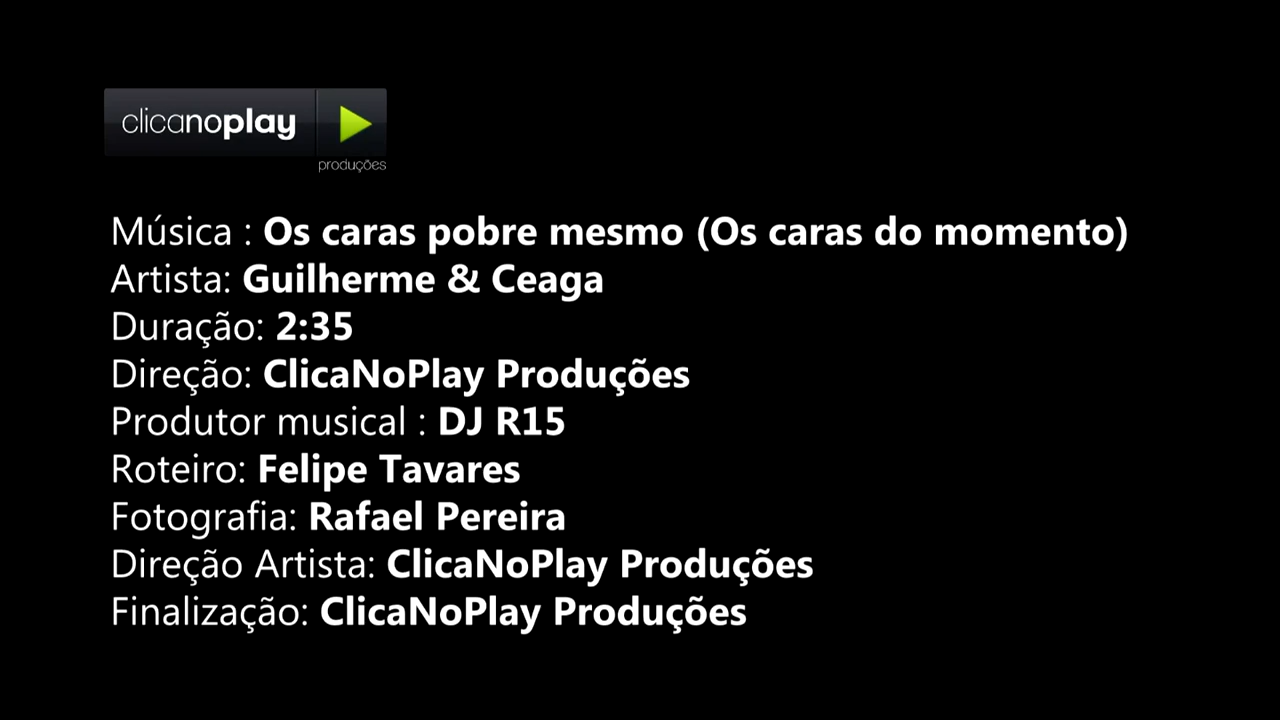 clicanoplay
produções
Música : Os caras pobre mesmo (Os caras do momento)
Artista: Guilherme & Ceaga
Duração: 2:35
Direção: ClicaNoPlay Produções
Produtor musical : DJ R15
Roteiro: Felipe Tavares
Fotografia: Rafael Pereira
Direção Artista: ClicaNoPlay Produções
Finalização: ClicaNoPlay Produções